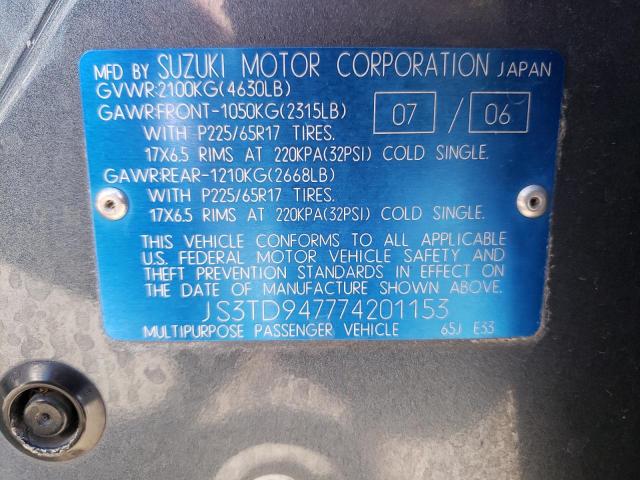 MFD BY SUZUKI MOTOR CORPORATION JAPAN
GVWR:2100KG(4630LB)
GAWR:FRONT-1050KG(2315LB) 07 / 06
WITH P225/65R17 TIRES.
17X6.5 RIMS AT 220KPA(32PSI) COLD SINGLE.
GAWR:REAR-1210KG(2668LB)
WITH P225/65R17 TIRES.
17X6.5 RIMS AT 220KPA(32PSI) COLD SINGLE.
THIS VEHICLE CONFORMS TO ALL APPLICABLE
U.S. FEDERAL MOTOR VEHICLE SAFETY AND
THEFT PREVENTION STANDARDS IN EFFECT ON
THE DATE OF MANUFACTURE SHOWN ABOVE.
JS3TD947774201153
MULTIPURPOSE PASSENGER VEHICLE 65J E33